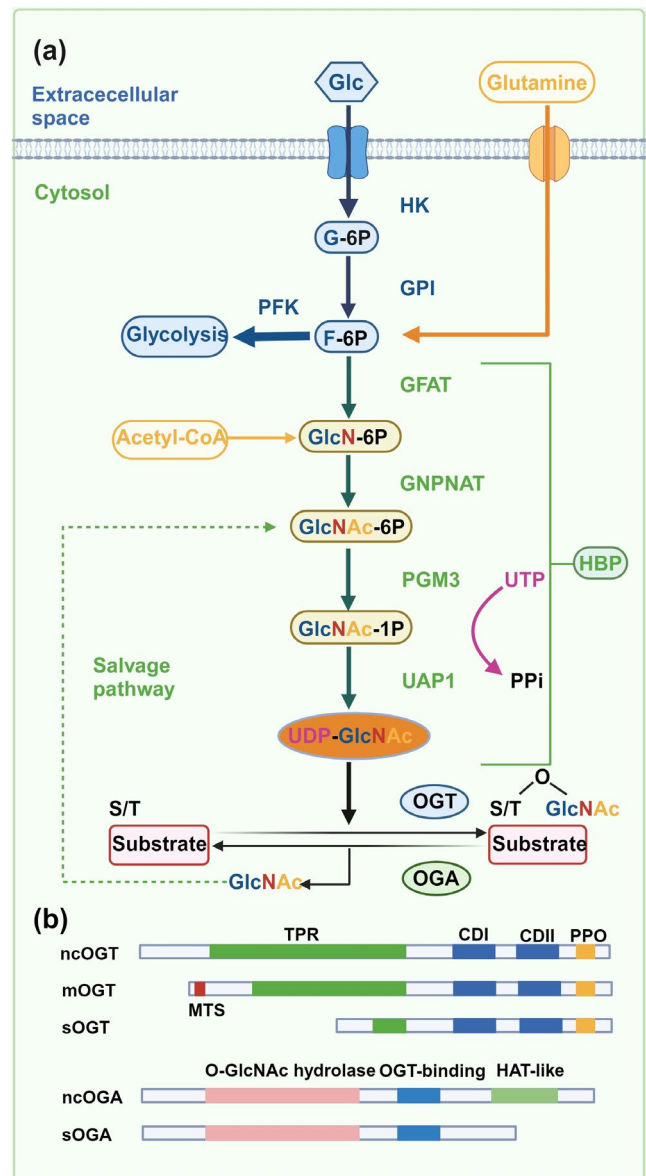 (a)
Extracecellular
space
Glc
Glutamine
Cytosol
HK
G-6P
GPI
PFK
Glycolysis
F-6P
GFAT
Acetyl-CoA
GlcN-6P
GNPNAT
GlcNAc-6P
HBP
PGM3
UTP
GlcNAc-1P
Salvage
pathway
UAP1
PPi
UDP-GlcNAc
O
S/T
OGT
S/T
GlcNAc
Substrate
Substrate
GlcNAc
OGA
(b)
TPR
CDI
CDII
PPO
ncOGT
mOGT
MTS
sOGT
O-GlcNAc hydrolase
OGT-binding
HAT-like
ncOGA
sOGA